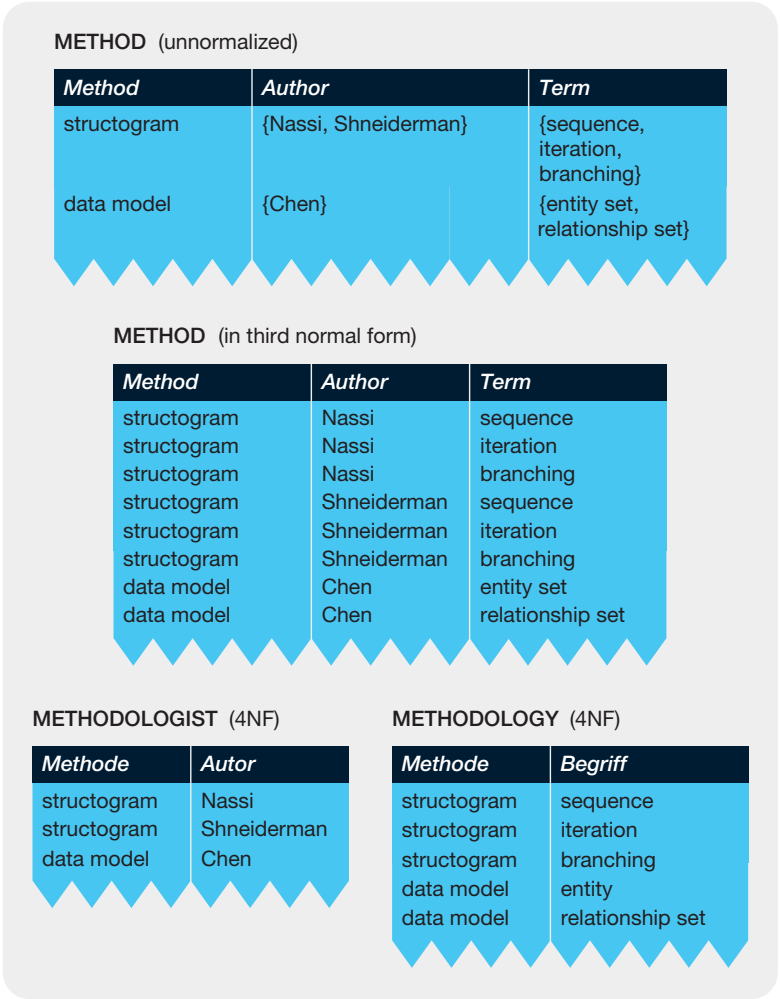 METHOD (unnormalized)
Method Author Term
structogram {Nassi, Shneiderman} {sequence,
iteration,
branching}
data model {Chen} {entity set,
relationship set}
METHOD (in third normal form)
Method Author Term
structogram Nassi sequence
structogram Nassi iteration
structogram Nassi branching
structogram Shneiderman sequence
structogram Shneiderman iteration
structogram Shneiderman branching
data model Chen entity set
data model Chen relationship set
METHODOLOGIST (4NF)
Methode Autor
structogram Nassi
structogram Shneiderman
data model Chen
METHODOLOGY (4NF)
Methode Begriff
structogram sequence
structogram iteration
structogram branching
data model entity
data model relationship set